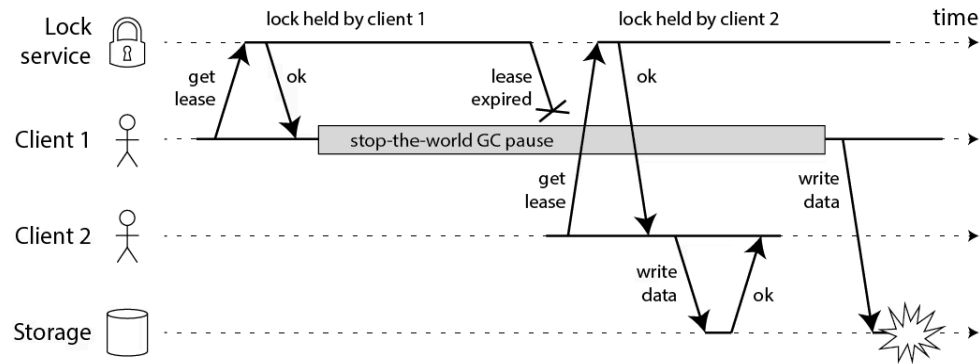 lock held by client 1
lock held by client 2
time
Lock
service
get
lease
ok
lease
expired
ok
Client 1
stop-the-world GC pause
get
lease
write
data
Client 2
write
data
ok
Storage